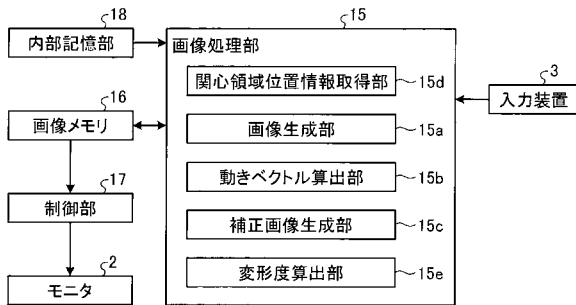 18
内部記憶部
16
画像メモリ
17
制御部
2
モニタ
15
画像処理部
関心領域位置情報取得部
15d
画像生成部
15a
動きベクトル算出部
15b
補正画像生成部
15c
変形度算出部
15e
3
入力装置